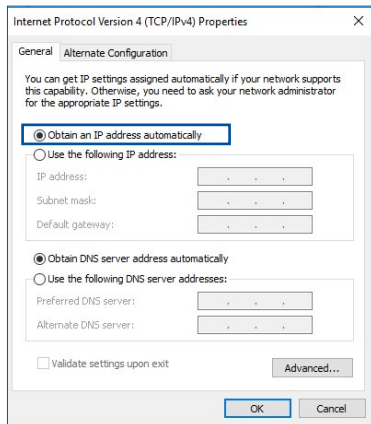 Internet Protocol Version 4 (TCP/IPv4) Properties
General
Alternate Configuration
You can get IP settings assigned automatically if your network supports
this capability. Otherwise, you need to ask your network administrator
for the appropriate IP settings.
Obtain an IP address automatically
Use the following IP address:
IP address:
Subnet mask:
Default gateway:
Obtain DNS server address automatically
Use the following DNS server addresses:
Preferred DNS server:
Alternate DNS server:
Validate settings upon exit
Advanced...
OK
Cancel